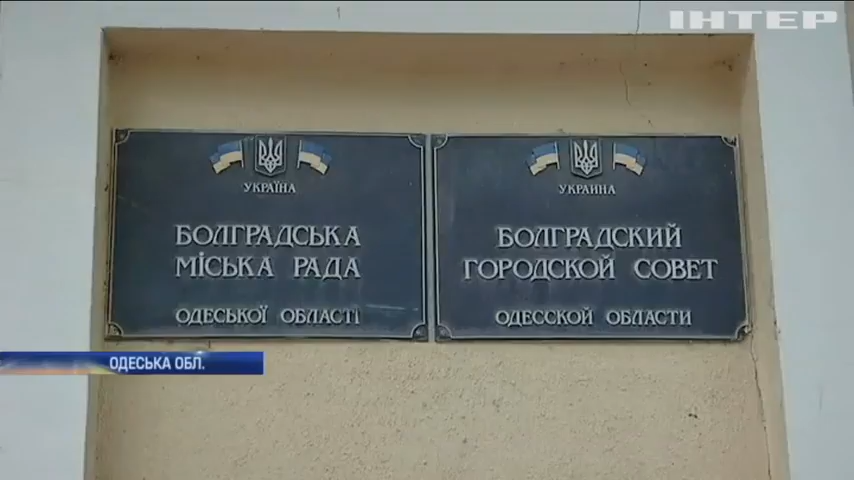 ІНТЕР
УКРАЇНА
БОЛГРАДСЬКА
МІСЬКА РАДА
ОДЕСЬКОЇ ОБЛАСТІ
УКРАИНА
БОЛГРАДСКИЙ
ГОРОДСКОЙ СОВЕТ
ОДЕССКОЙ ОБЛАСТИ
ОДЕСЬКА ОБЛ.